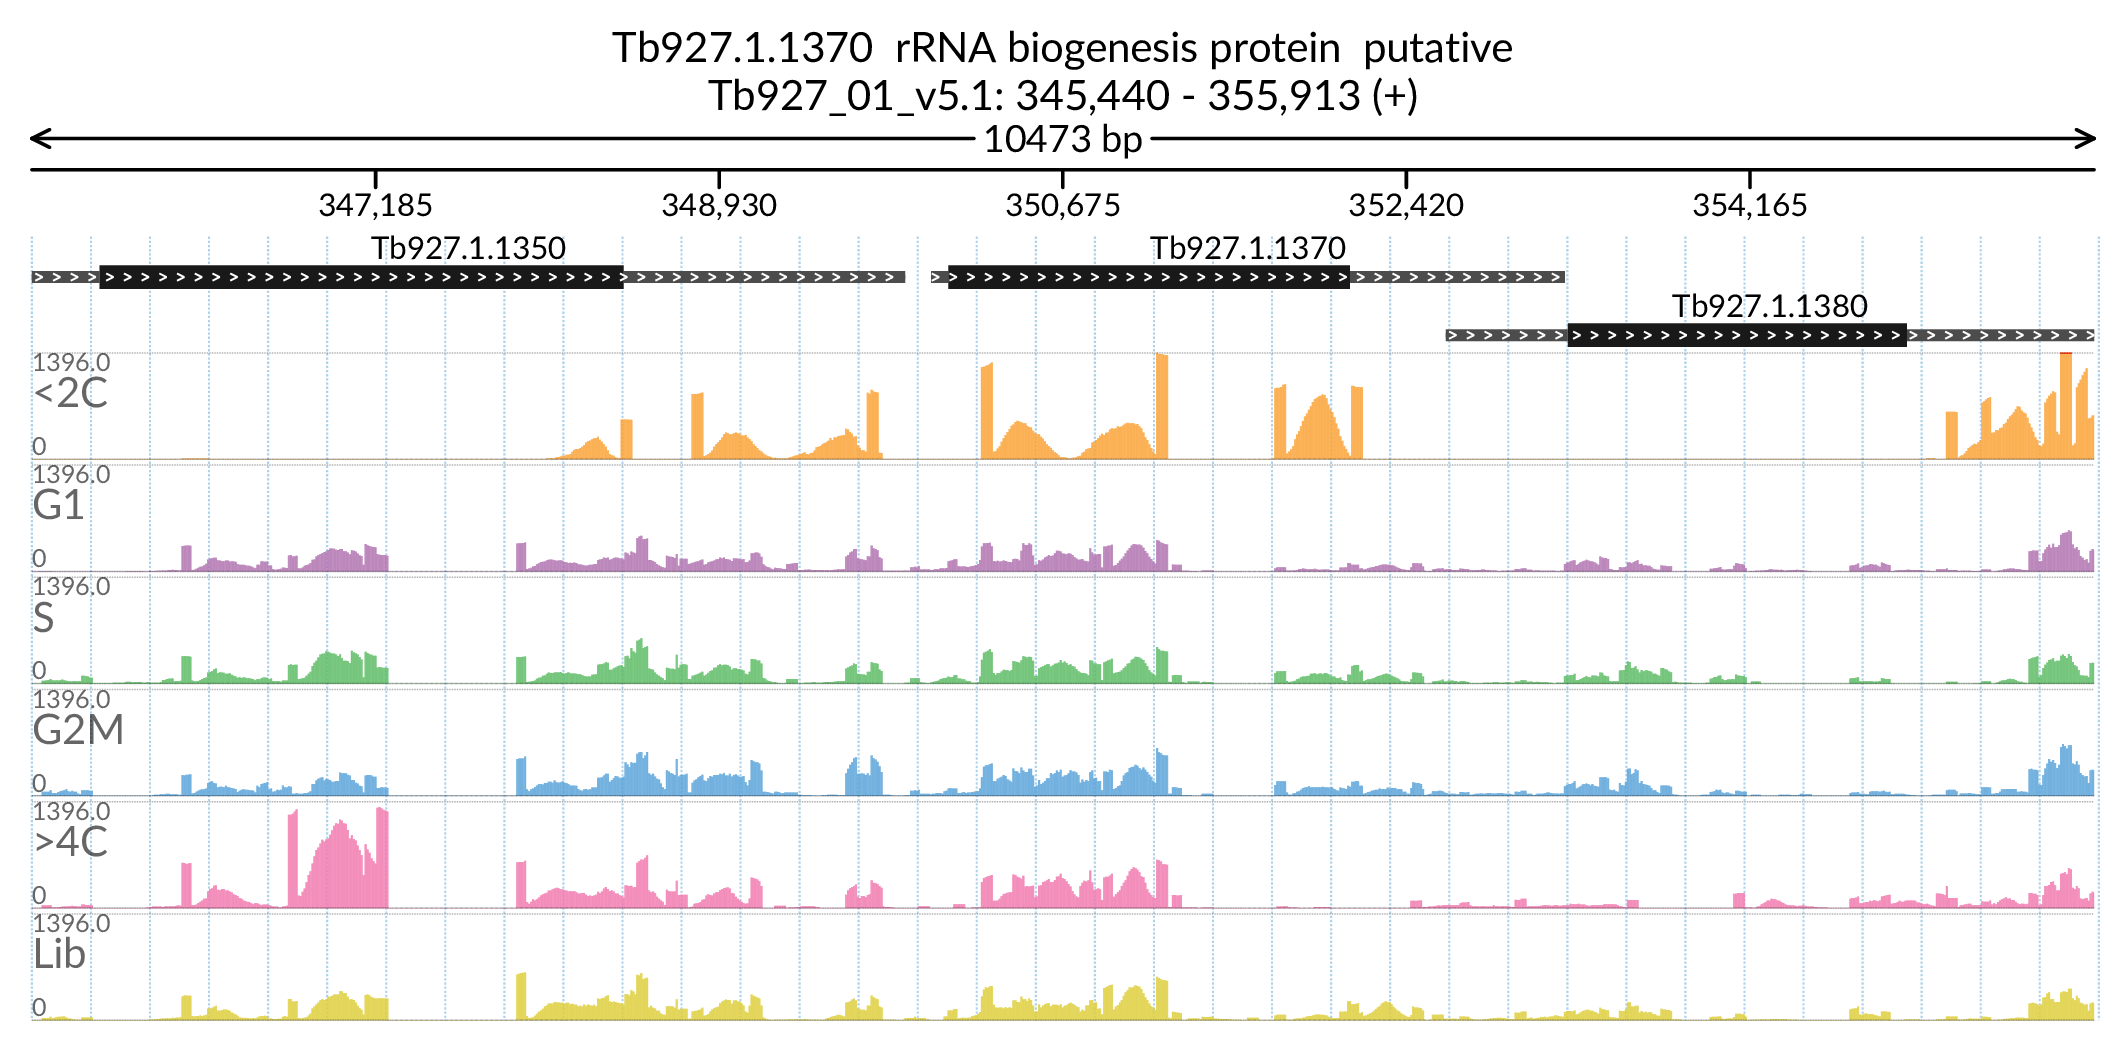 Tb927.1.1370  rRNA biogenesis protein  putative
Tb927_01_v5.1: 345,440 - 355,913 (+)
10473 bp
347,185 348,930 350,675 352,420 354,165
Tb927.1.1350 Tb927.1.1370
Tb927.1.1380
1396.0
<2C
0
1396.0
G1
0
1396.0
S
0
1396.0
G2M
0
1396.0
>4C
0
1396.0
Lib
0